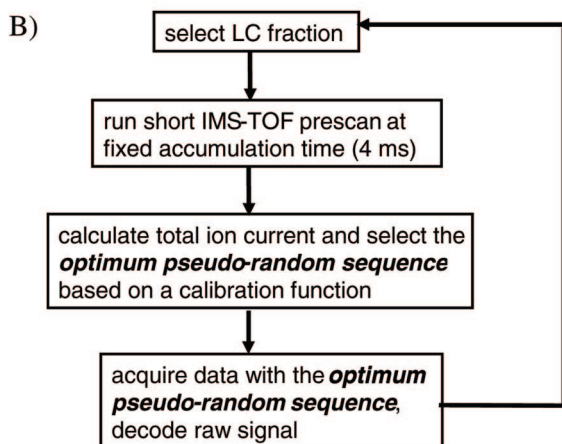 B)
select LC fraction
run short IMS-TOF prescan at
fixed accumulation time (4 ms)
calculate total ion current and select the
optimum pseudo-random sequence
based on a calibration function
acquire data with the optimum
pseudo-random sequence,
decode raw signal